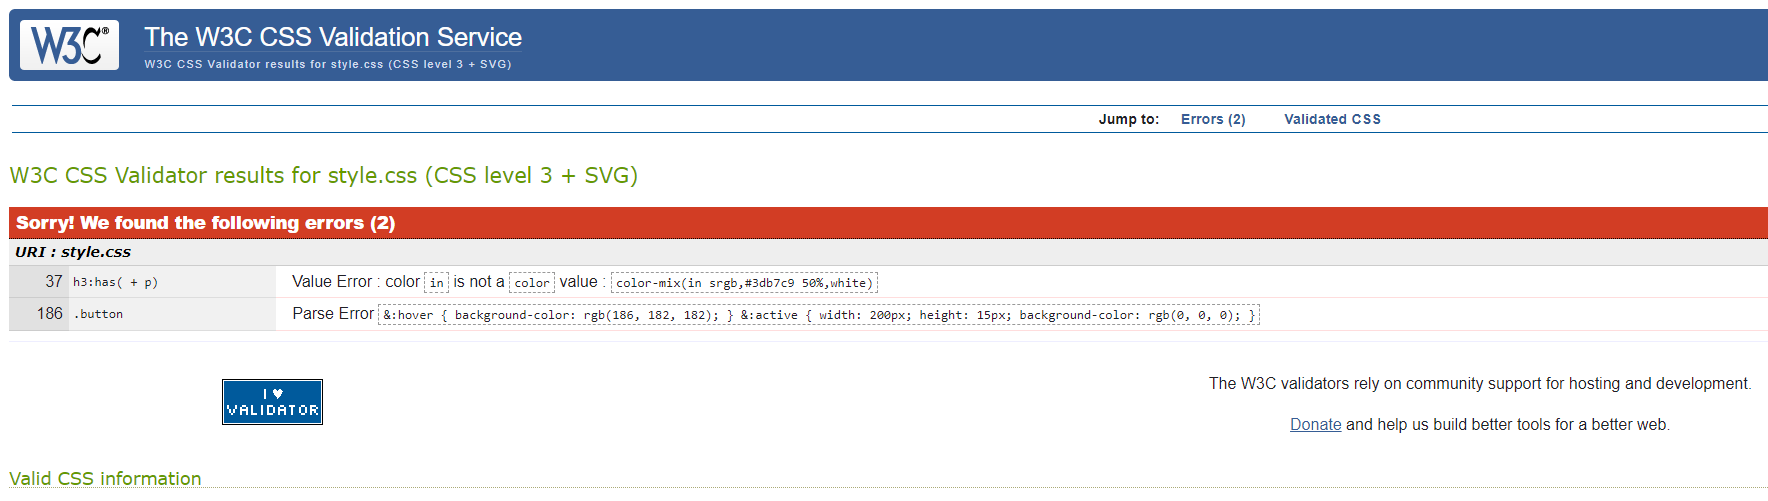 W3C®
The W3C CSS Validation Service
W3C CSS Validator results for style.css (CSS level 3 + SVG)
Jump to: Errors (2) Validated CSS
W3C CSS Validator results for style.css (CSS level 3 + SVG)
Sorry! We found the following errors (2)
URI : style.css
37 h3:has( + p) Value Error : color in is not a color value : color-mix(in srgb,#3db7c9 50%,white)
186 .button Parse Error &:hover { background-color: rgb(186, 182, 182); } &:active { width: 200px; height: 15px; background-color: rgb(0, 0, 0); }
I ♥
VALIDATOR
The W3C validators rely on community support for hosting and development.
Donate and help us build better tools for a better web.
Valid CSS information